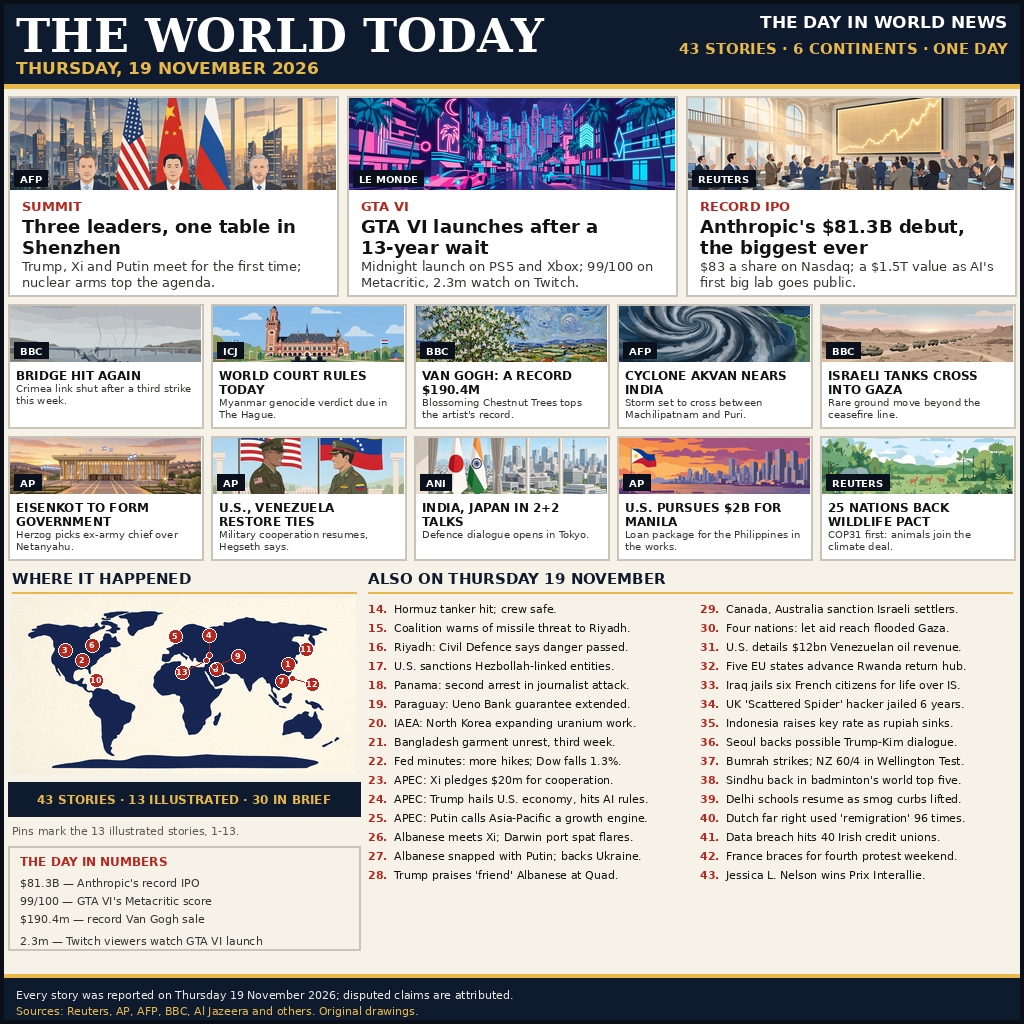 THE WORLD TODAY
THURSDAY, 19 NOVEMBER 2026
THE DAY IN WORLD NEWS
43 STORIES · 6 CONTINENTS · ONE DAY
AFP
SUMMIT
Three leaders, one table in
Shenzhen
Trump, Xi and Putin meet for the first time;
nuclear arms top the agenda.
LE MONDE
GTA VI
GTA VI launches after a
13-year wait
Midnight launch on PS5 and Xbox; 99/100 on
Metacritic, 2.3m watch on Twitch.
REUTERS
RECORD IPO
Anthropic's $81.3B debut,
the biggest ever
$83 a share on Nasdaq; a $1.5T value as AI's
first big lab goes public.
BBC
BRIDGE HIT AGAIN
Crimea link shut after a third strike
this week.
ICJ
WORLD COURT RULES
TODAY
Myanmar genocide verdict due in
The Hague.
BBC
VAN GOGH: A RECORD
$190.4M
Blossoming Chestnut Trees tops
the artist's record.
AFP
CYCLONE AKVAN NEARS
INDIA
Storm set to cross between
Machilipatnam and Puri.
BBC
ISRAELI TANKS CROSS
INTO GAZA
Rare ground move beyond the
ceasefire line.
AP
EISENKOT TO FORM
GOVERNMENT
Herzog picks ex-army chief over
Netanyahu.
AP
U.S., VENEZUELA
RESTORE TIES
Military cooperation resumes,
Hegseth says.
ANI
INDIA, JAPAN IN 2+2
TALKS
Defence dialogue opens in Tokyo.
AP
U.S. PURSUES $2B FOR
MANILA
Loan package for the Philippines in
the works.
REUTERS
25 NATIONS BACK
WILDLIFE PACT
COP31 first: animals join the
climate deal.
WHERE IT HAPPENED
5
4
3
6
2
9
11
1
13
10
7
12
43 STORIES · 13 ILLUSTRATED · 30 IN BRIEF
Pins mark the 13 illustrated stories, 1-13.
THE DAY IN NUMBERS
$81.3B — Anthropic's record IPO
99/100 — GTA VI's Metacritic score
$190.4m — record Van Gogh sale
2.3m — Twitch viewers watch GTA VI launch
ALSO ON THURSDAY 19 NOVEMBER
14. Hormuz tanker hit; crew safe.
15. Coalition warns of missile threat to Riyadh.
16. Riyadh: Civil Defence says danger passed.
17. U.S. sanctions Hezbollah-linked entities.
18. Panama: second arrest in journalist attack.
19. Paraguay: Ueno Bank guarantee extended.
20. IAEA: North Korea expanding uranium work.
21. Bangladesh garment unrest, third week.
22. Fed minutes: more hikes; Dow falls 1.3%.
23. APEC: Xi pledges $20m for cooperation.
24. APEC: Trump hails U.S. economy, hits AI rules.
25. APEC: Putin calls Asia-Pacific a growth engine.
26. Albanese meets Xi; Darwin port spat flares.
27. Albanese snapped with Putin; backs Ukraine.
28. Trump praises 'friend' Albanese at Quad.
29. Canada, Australia sanction Israeli settlers.
30. Four nations: let aid reach flooded Gaza.
31. U.S. details $12bn Venezuelan oil revenue.
32. Five EU states advance Rwanda return hub.
33. Iraq jails six French citizens for life over IS.
34. UK 'Scattered Spider' hacker jailed 6 years.
35. Indonesia raises key rate as rupiah sinks.
36. Seoul backs possible Trump-Kim dialogue.
37. Bumrah strikes; NZ 60/4 in Wellington Test.
38. Sindhu back in badminton's world top five.
39. Delhi schools resume as smog curbs lifted.
40. Dutch far right used 'remigration' 96 times.
41. Data breach hits 40 Irish credit unions.
42. France braces for fourth protest weekend.
43. Jessica L. Nelson wins Prix Interallie.
Every story was reported on Thursday 19 November 2026; disputed claims are attributed.
Sources: Reuters, AP, AFP, BBC, Al Jazeera and others. Original drawings.